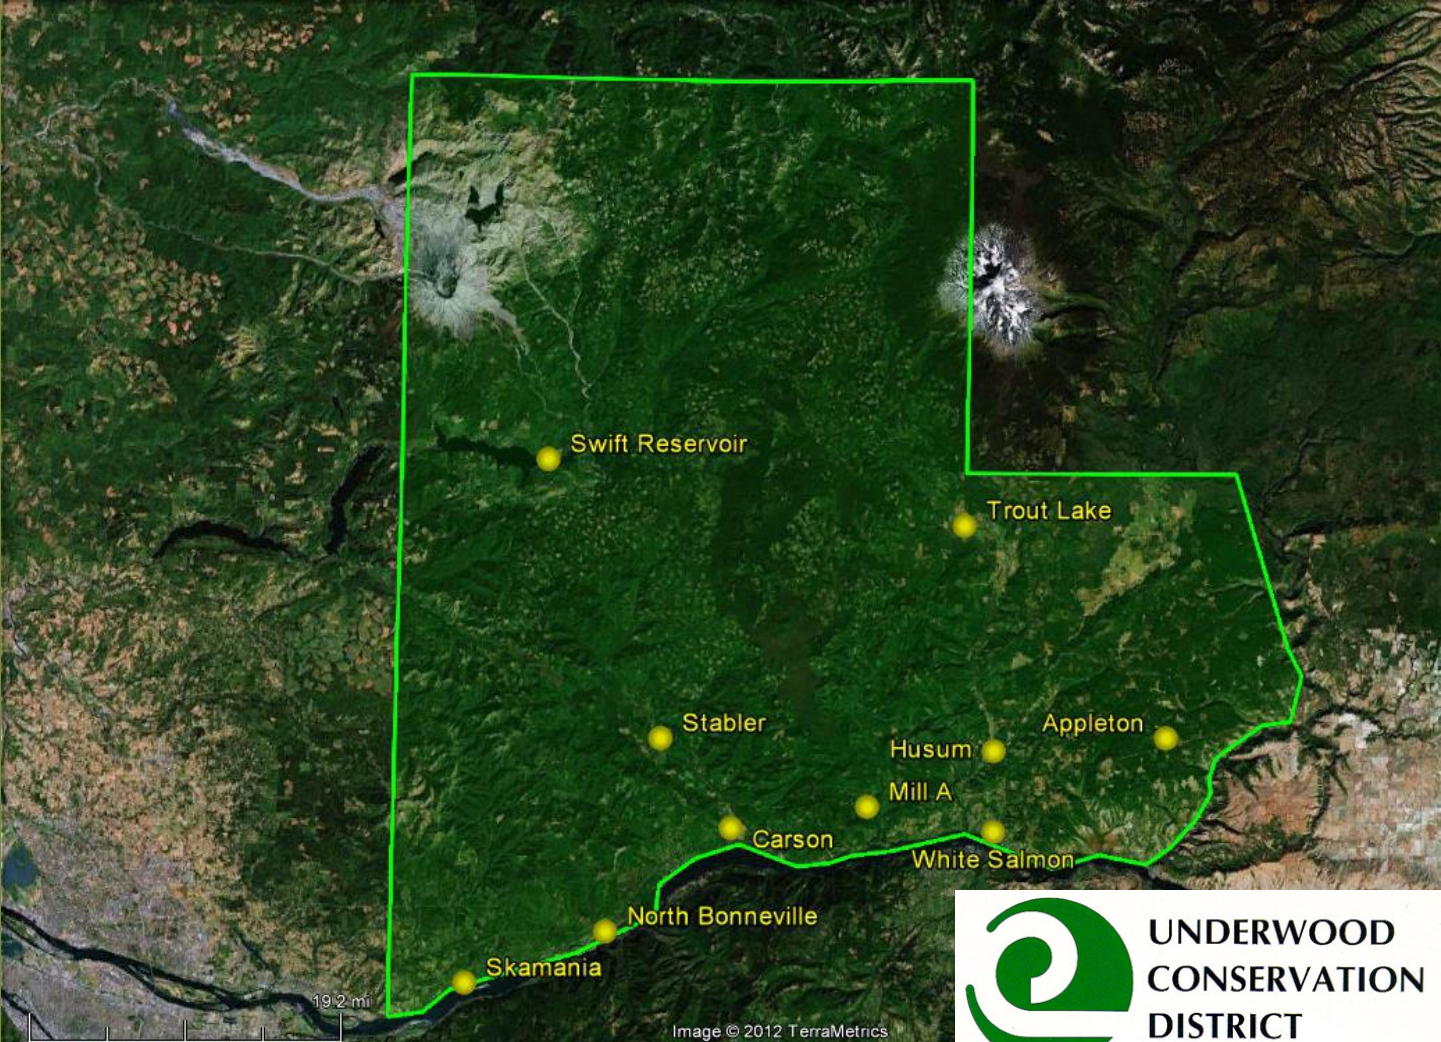 Swift Reservoir
Trout Lake
Stabler
Appleton
Husum
Mill A
Carson
White Salmon
North Bonneville
Skamania
19.2 mi
Image © 2012 TerraMetrics
UNDERWOOD
CONSERVATION
DISTRICT